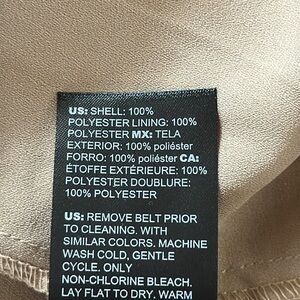 US: SHELL: 100%
POLYESTER LINING: 100%
POLYESTER MX: TELA
EXTERIOR: 100% poliéster
FORRO: 100% poliéster CA:
ÉTOFFE EXTÉRIEURE: 100%
POLYESTER DOUBLURE:
100% POLYESTER
US: REMOVE BELT PRIOR
TO CLEANING. WITH
SIMILAR COLORS. MACHINE
WASH COLD, GENTLE
CYCLE. ONLY
NON-CHLORINE BLEACH.
LAY FLAT TO DRY. WARM